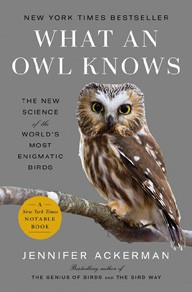 NEW YORK TIMES BESTSELLER
WHAT AN
OWL KNOWS
THE NEW
SCIENCE
of the
WORLD'S
MOST
ENIGMATIC
BIRDS
A
New York Times
NOTABLE
BOOK
JENNIFER ACKERMAN
Bestselling author of
THE GENIUS OF BIRDS AND THE BIRD WAY